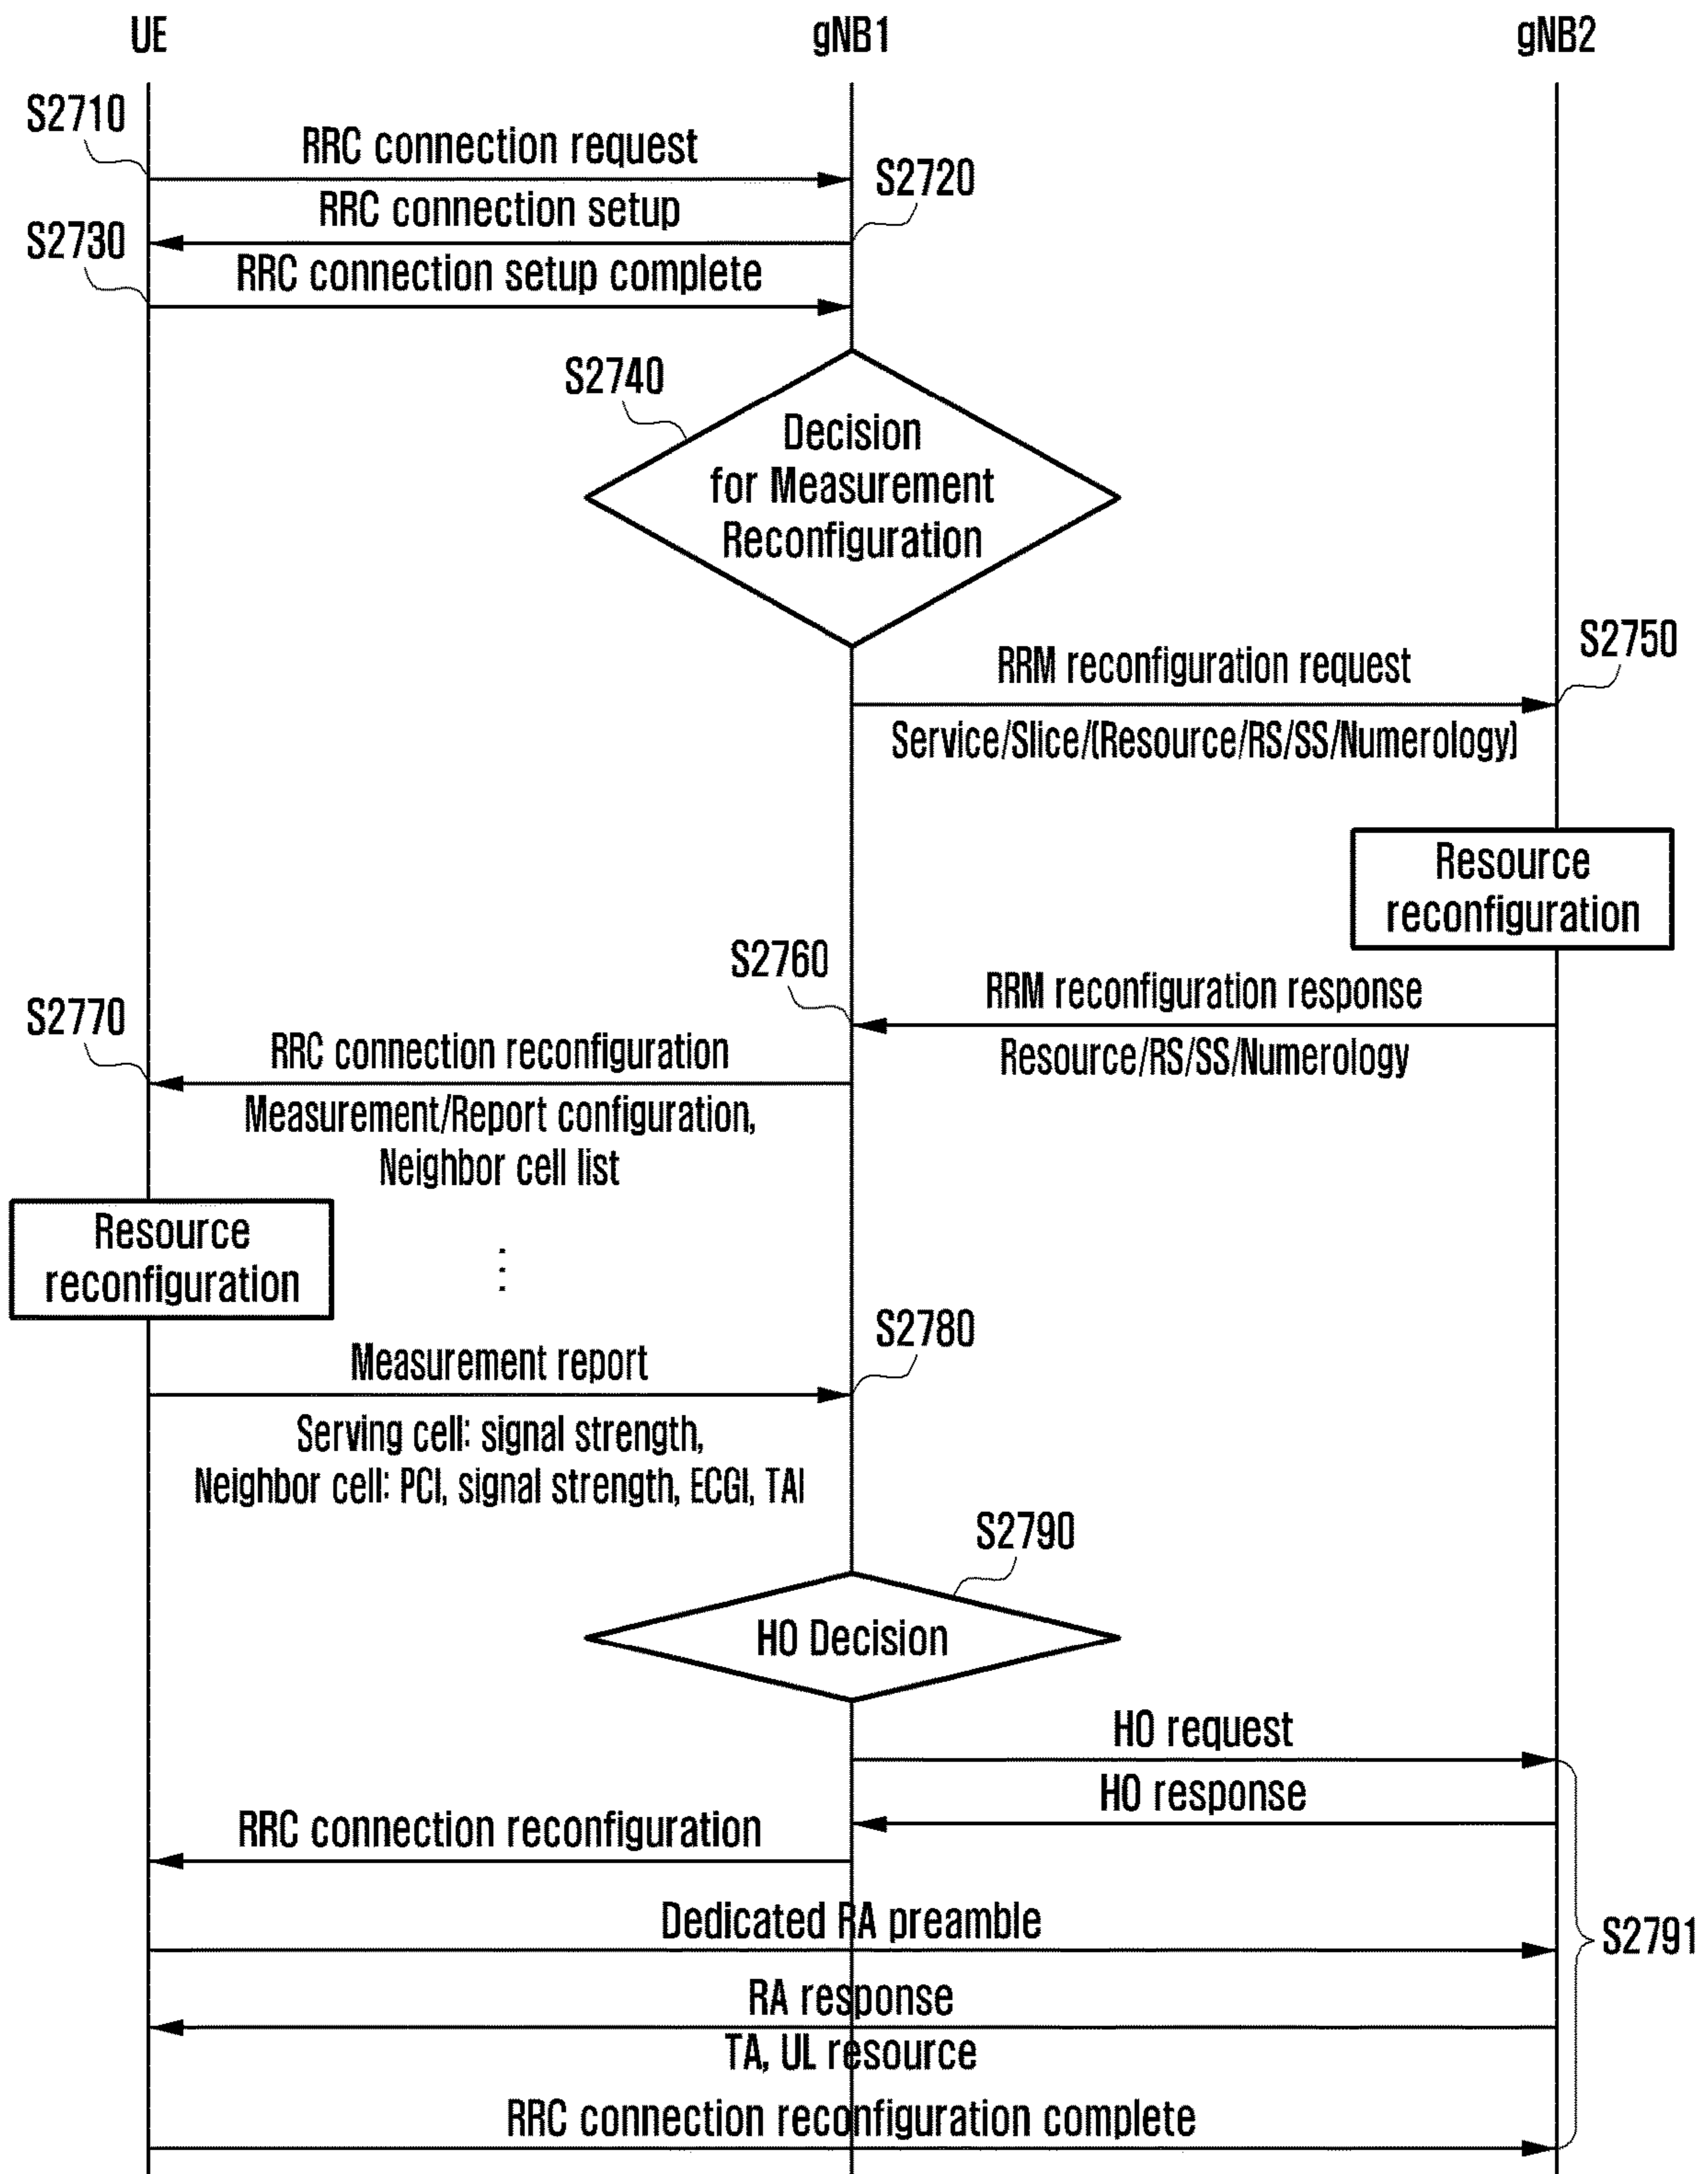 UE
gNB1
gNB2
S2710
RRC connection request
S2720
RRC connection setup
S2730
RRC connection setup complete
S2740
Decision
for Measurement
Reconfiguration
S2750
RRM reconfiguration request
Service/Slice/(Resource/RS/SS/Numerology)
Resource
reconfiguration
S2760
RRM reconfiguration response
Resource/RS/SS/Numerology
S2770
RRC connection reconfiguration
Measurement/Report configuration,
Neighbor cell list
Resource
reconfiguration
⋮
S2780
Measurement report
Serving cell: signal strength,
Neighbor cell: PCI, signal strength, ECGI, TAI
S2790
HO Decision
HO request
HO response
RRC connection reconfiguration
Dedicated RA preamble
S2791
RA response
TA, UL resource
RRC connection reconfiguration complete